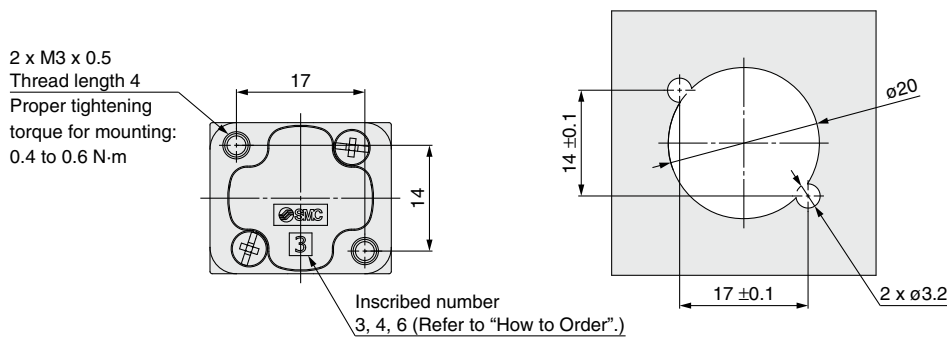 2 x M3 x 0.5
Thread length 4
Proper tightening
torque for mounting:
0.4 to 0.6 N·m
17
14
SMC
3
Inscribed number
3, 4, 6 (Refer to “How to Order”.)
14 ±0.1
ø20
17 ±0.1
2 x ø3.2